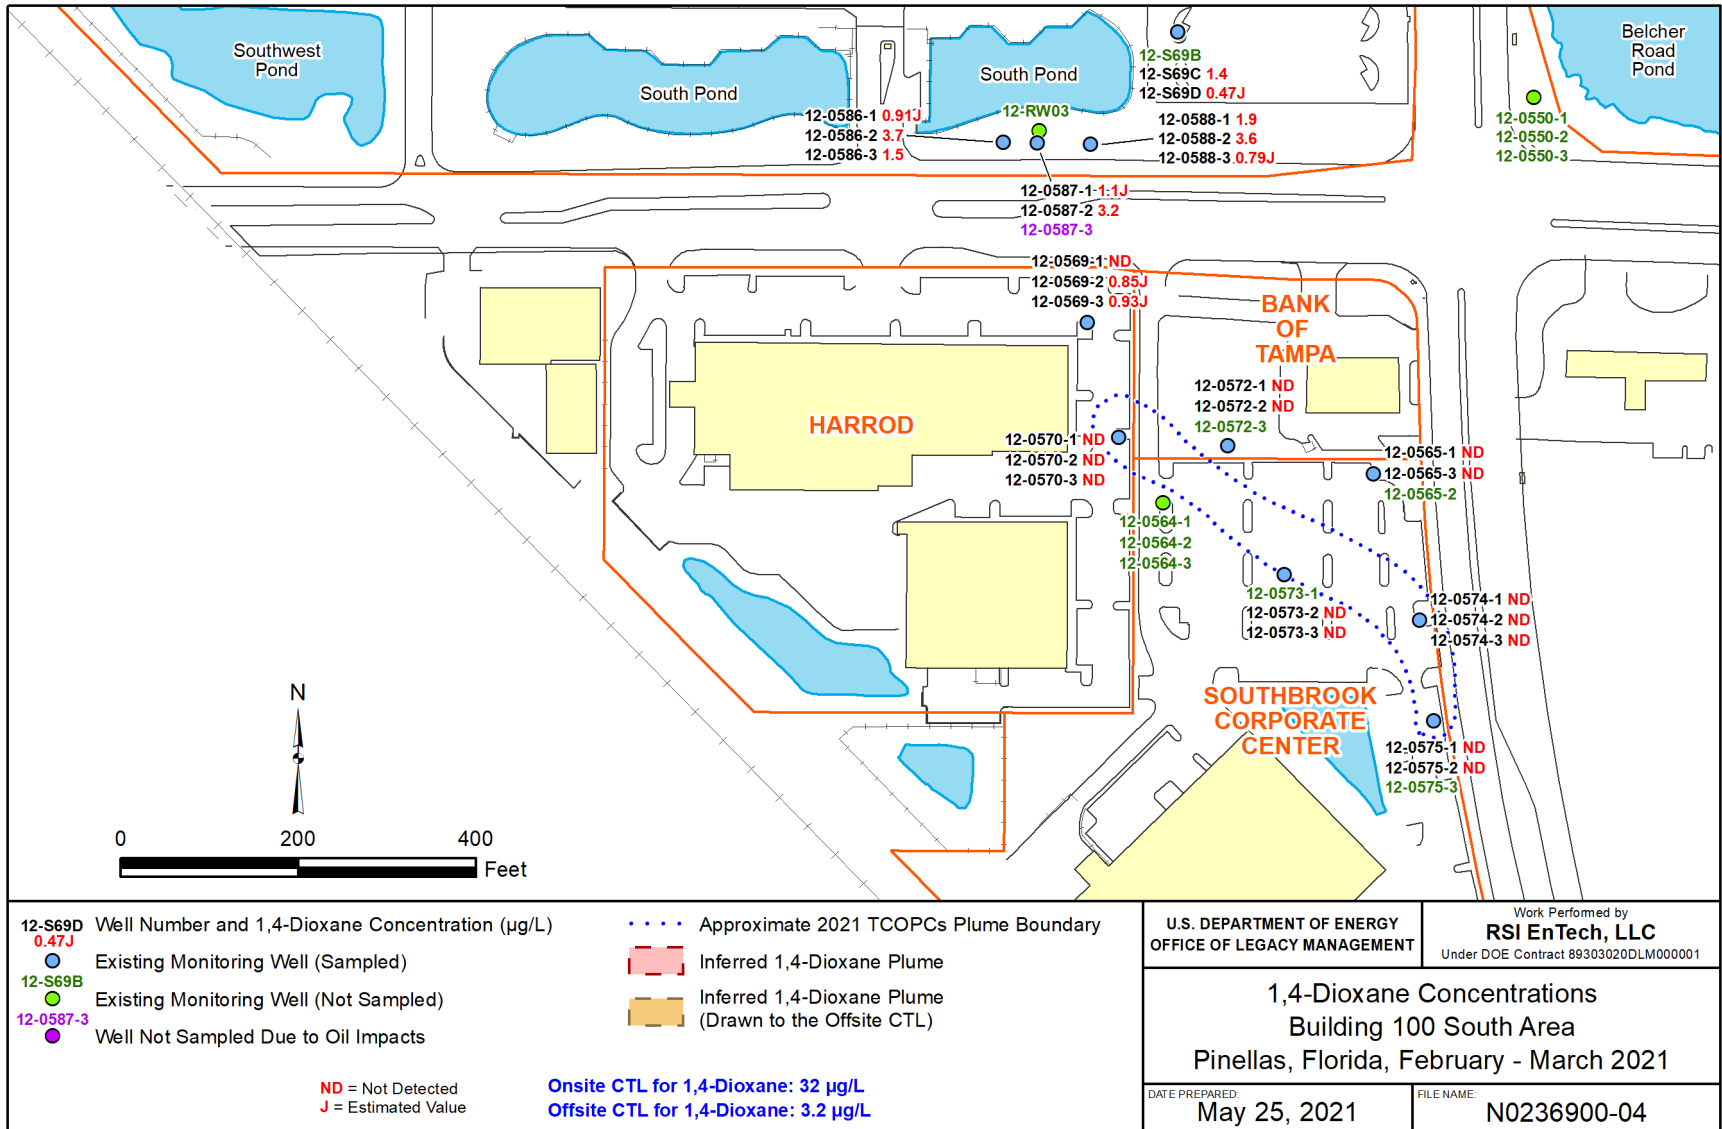 Southwest
Pond
South Pond
South Pond
Belcher
Road
Pond
12-S69B
12-S69C 1.4
12-S69D 0.47J
12-0586-1 0.91J
12-0586-2 3.7
12-0586-3 1.5
12-RW03
12-0588-1 1.9
12-0588-2 3.6
12-0588-3 0.79J
12-0550-1
12-0550-2
12-0550-3
12-0587-1 1.1J
12-0587-2 3.2
12-0587-3
12-0569-1 ND
12-0569-2 0.85J
12-0569-3 0.93J
BANK
OF
TAMPA
HARROD
12-0572-1 ND
12-0572-2 ND
12-0572-3
12-0570-1 ND
12-0570-2 ND
12-0570-3 ND
12-0565-1 ND
12-0565-3 ND
12-0565-2
12-0564-1
12-0564-2
12-0564-3
12-0573-1
12-0573-2 ND
12-0573-3 ND
12-0574-1 ND
12-0574-2 ND
12-0574-3 ND
SOUTHBROOK
CORPORATE
CENTER
12-0575-1 ND
12-0575-2 ND
12-0575-3
N
0 200 400
Feet
12-S69D Well Number and 1,4-Dioxane Concentration (µg/L)
0.47J
Existing Monitoring Well (Sampled)
12-S69B
Existing Monitoring Well (Not Sampled)
12-0587-3
Well Not Sampled Due to Oil Impacts
Approximate 2021 TCOPCs Plume Boundary
Inferred 1,4-Dioxane Plume
Inferred 1,4-Dioxane Plume
(Drawn to the Offsite CTL)
ND = Not Detected
J = Estimated Value
Onsite CTL for 1,4-Dioxane: 32 µg/L
Offsite CTL for 1,4-Dioxane: 3.2 µg/L
U.S. DEPARTMENT OF ENERGY
OFFICE OF LEGACY MANAGEMENT
Work Performed by
RSI EnTech, LLC
Under DOE Contract 89303020DLM000001
1,4-Dioxane Concentrations
Building 100 South Area
Pinellas, Florida, February - March 2021
DATE PREPARED:
May 25, 2021
FILE NAME:
N0236900-04